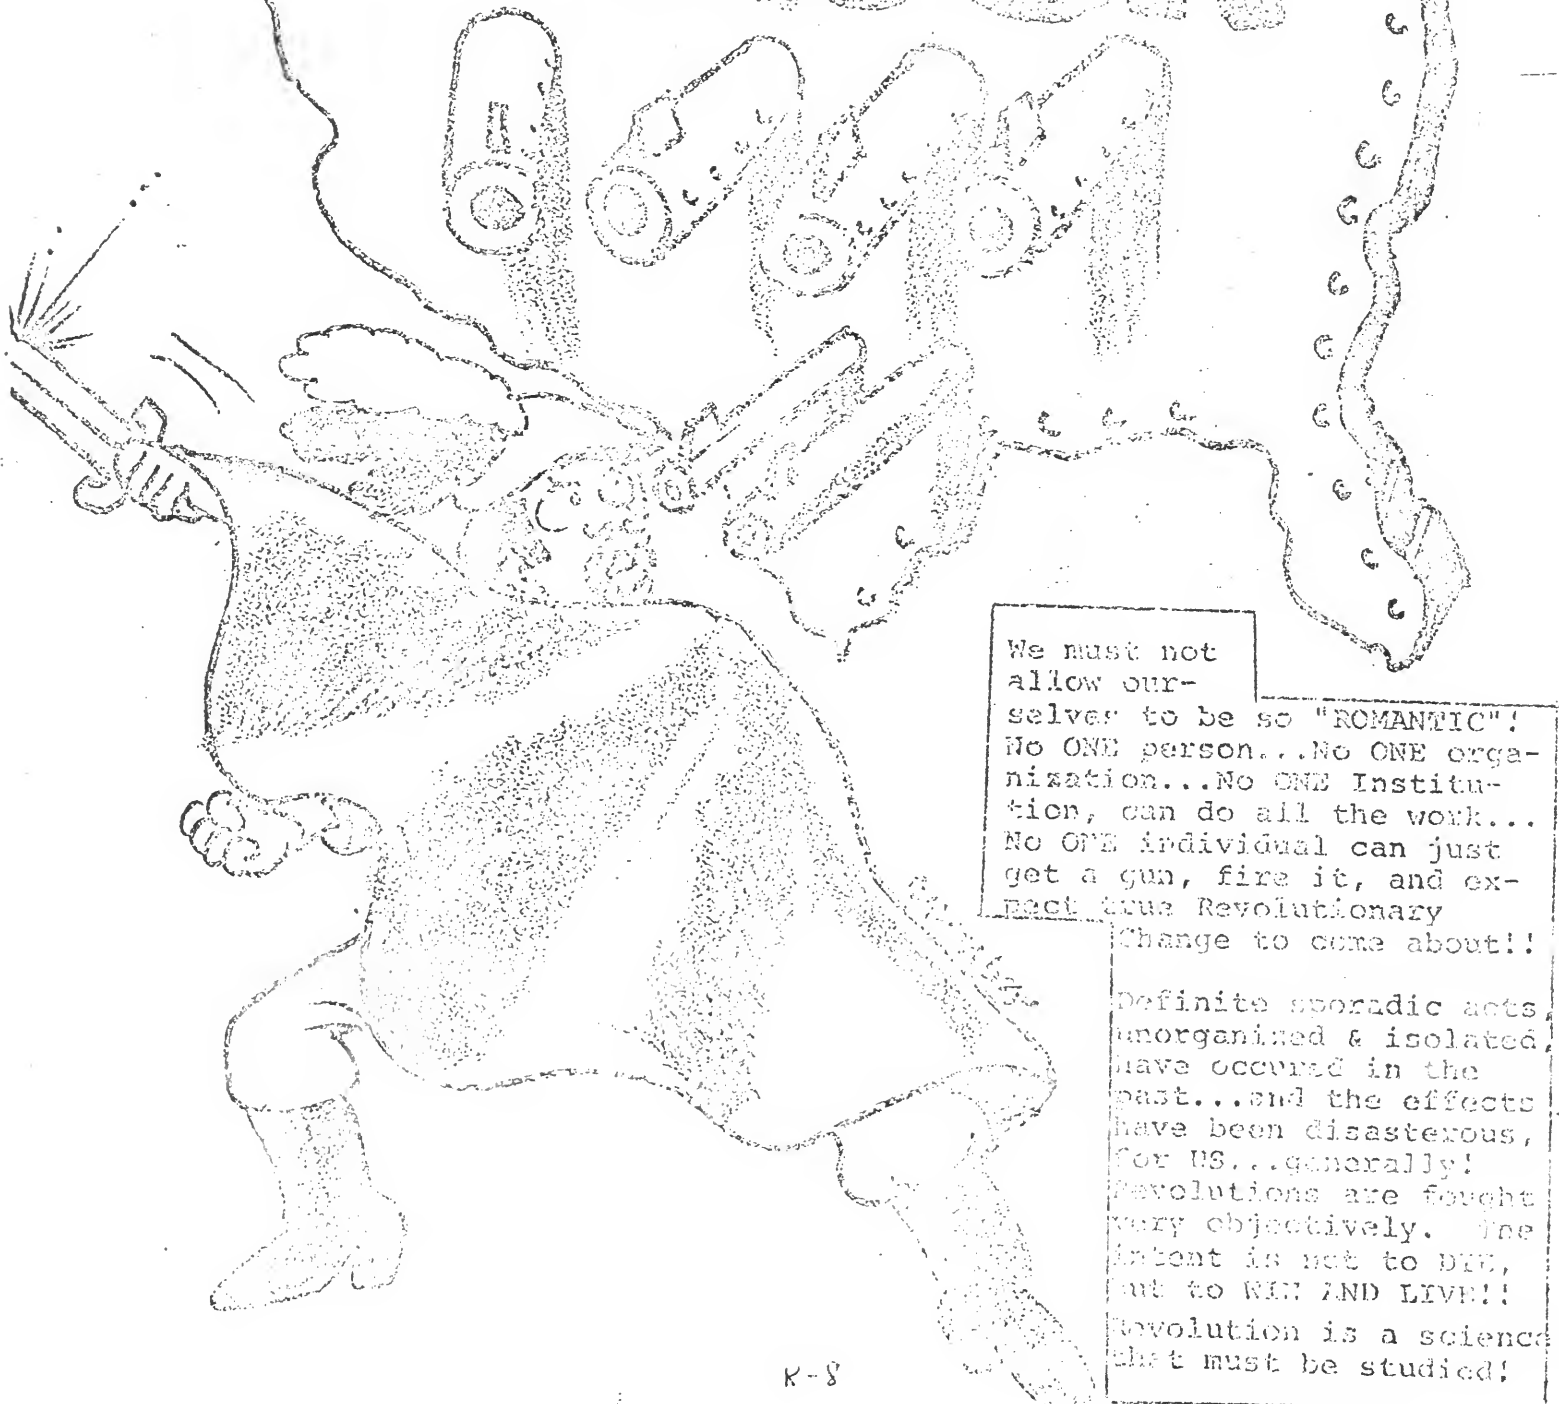 We must not
allow our-
selves to be so "ROMANTIC"!
No ONE person...No ONE orga-
nization...No ONE Institu-
tion, can do all the work...
No ONE individual can just
get a gun, fire it, and ex-
pect true Revolutionary
Change to come about!!
Definite sporadic acts,
unorganized & isolated,
have occured in the
past...and the effects
have been disasterous,
for US...generally!
Revolutions are fought
very objectively. The
intent is not to DIE,
but to WIN AND LIVE!!
Revolution is a science
that must be studied!
K-8